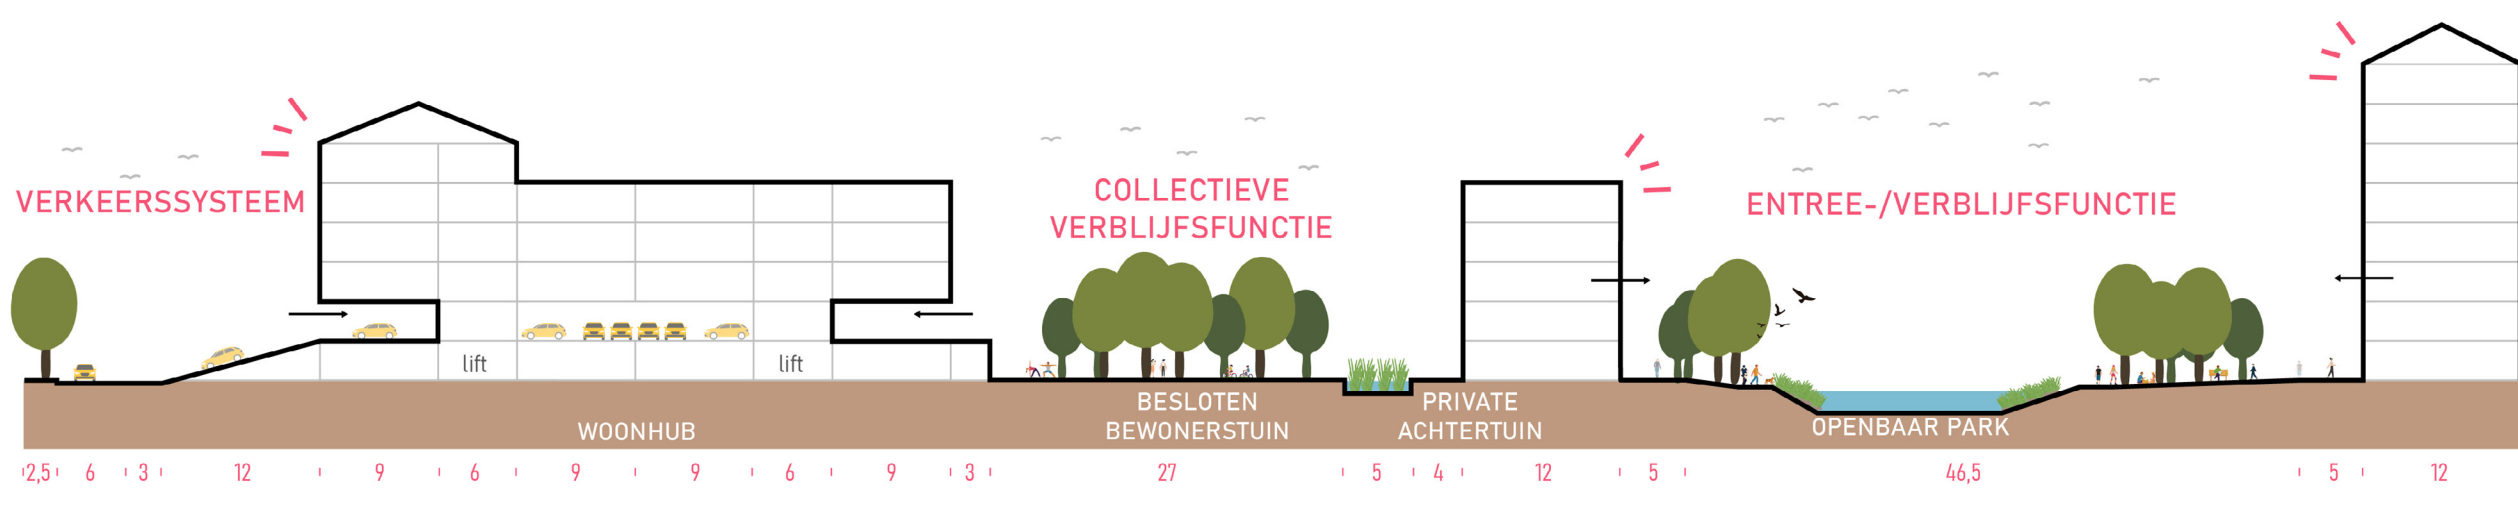 VERKEERSSYSTEEM
COLLECTIEVE
VERBLIJFSFUNCTIE
ENTREE-/VERBLIJFSFUNCTIE
lift
lift
WOONHUB
BESLOTEN
BEWONERSTUIN
PRIVATE
ACHTERTUIN
OPENBAAR PARK
2,5 6 3 12 9 6 9 9 6 9 3 27 5 4 12 5 46,5 5 12